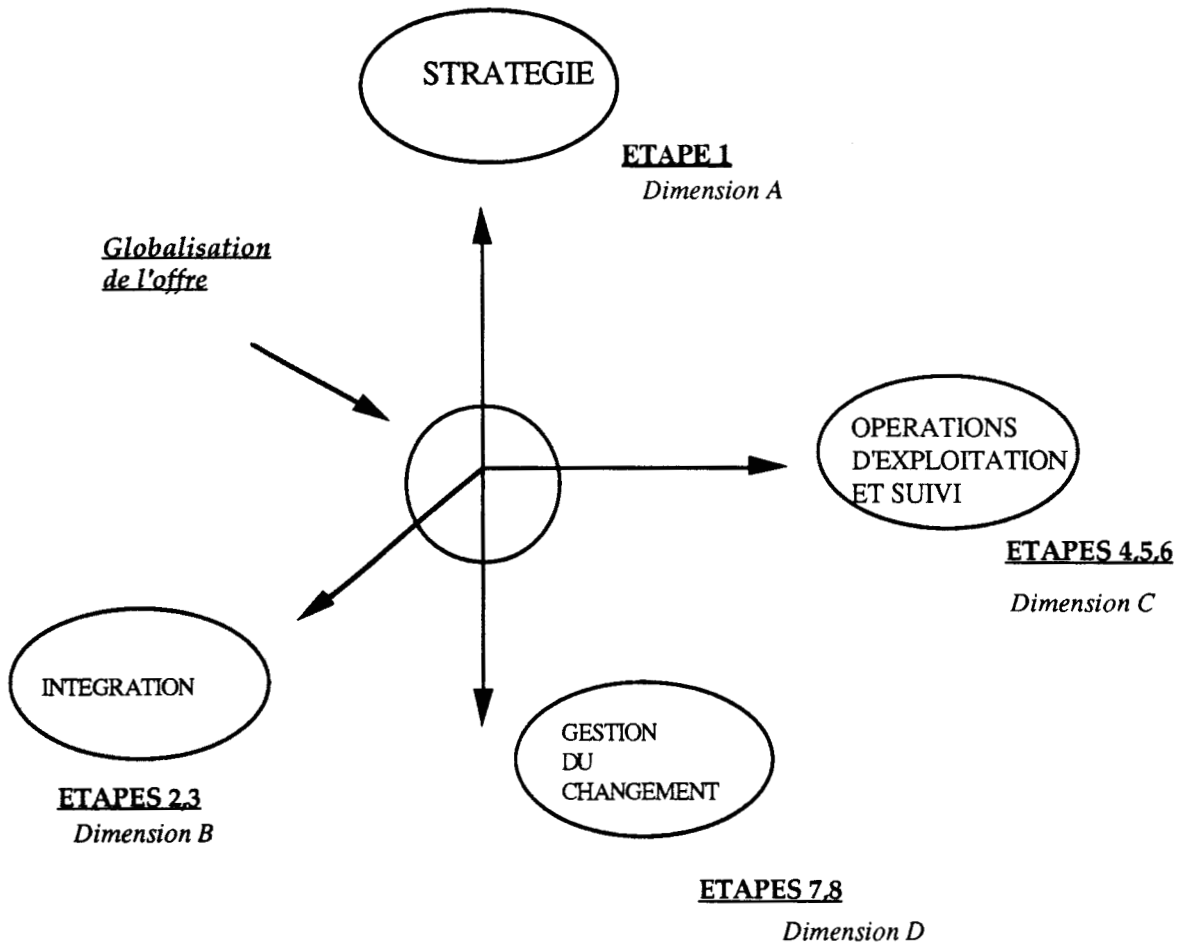 STRATEGIE
ETAPE 1
Dimension A
Globalisation
de l'offre
OPERATIONS
D'EXPLOITATION
ET SUIVI
ETAPES 4,5,6
Dimension C
INTEGRATION
ETAPES 2,3
Dimension B
GESTION
DU
CHANGEMENT
ETAPES 7,8
Dimension D